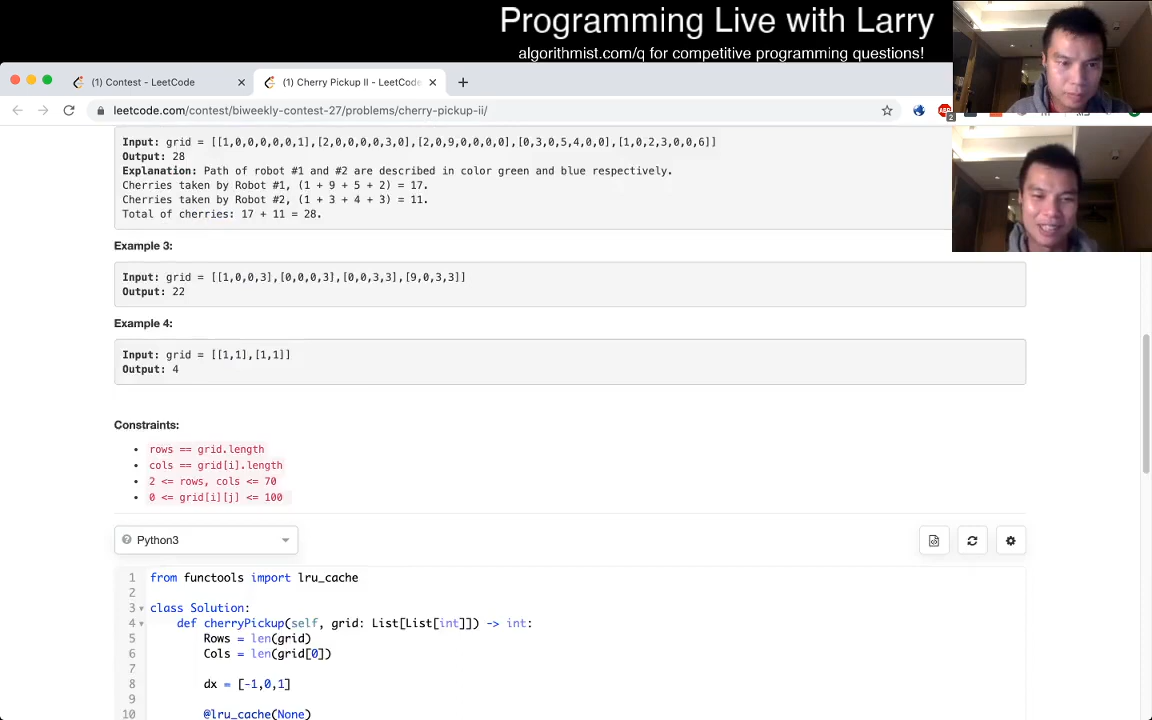 Programming Live with Larry
algorithmist.com/q for competitive programming questions!
(1) Contest - LeetCode
(1) Cherry Pickup II - LeetCode
leetcode.com/contest/biweekly-contest-27/problems/cherry-pickup-ii/
Input: grid = [[1,0,0,0,0,0,1],[2,0,0,0,0,3,0],[2,0,9,0,0,0,0],[0,3,0,5,4,0,0],[1,0,2,3,0,0,6]]
Output: 28
Explanation: Path of robot #1 and #2 are described in color green and blue respectively.
Cherries taken by Robot #1, (1 + 9 + 5 + 2) = 17.
Cherries taken by Robot #2, (1 + 3 + 4 + 3) = 11.
Total of cherries: 17 + 11 = 28.
Example 3:
Input: grid = [[1,0,0,3],[0,0,0,3],[0,0,3,3],[9,0,3,3]]
Output: 22
Example 4:
Input: grid = [[1,1],[1,1]]
Output: 4
Constraints:
• rows == grid.length
• cols == grid[i].length
• 2 <= rows, cols <= 70
• 0 <= grid[i][j] <= 100
Python3
1 from functools import lru_cache
2
3 class Solution:
4 def cherryPickup(self, grid: List[List[int]]) -> int:
5 Rows = len(grid)
6 Cols = len(grid[0])
7
8 dx = [-1,0,1]
9
10 @lru_cache(None)